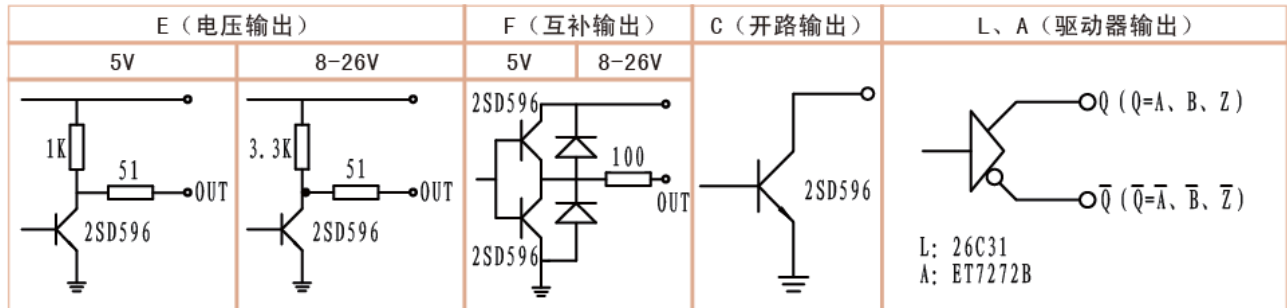 E（电压输出）
F（互补输出）
C（开路输出）
L、A（驱动器输出）
5V
8-26V
5V
8-26V
1K
51
OUT
2SD596
3.3K
51
OUT
2SD596
2SD596
100
OUT
2SD596
2SD596
Q（Q=A、B、Z）
Q̅（Q̅=A̅、B̅、Z̅）
L: 26C31
A: ET7272B